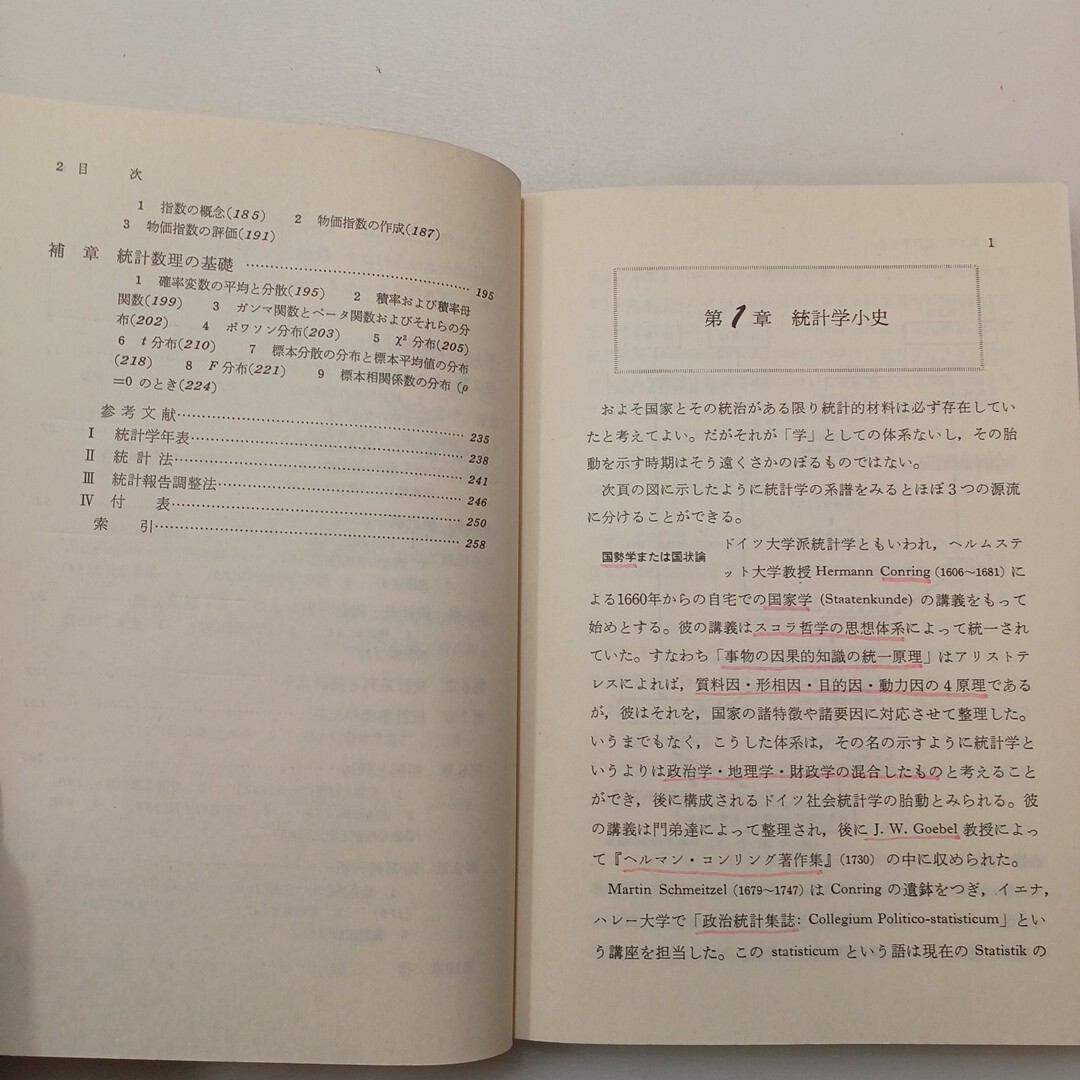 2 目 次
1 指数の概念(185) 2 物価指数の作成(187)
3 物価指数の評価(191)
補 章 統計数理の基礎 …………………………… 195
1 確率変数の平均と分散(195) 2 積率および積率母
関数(199) 3 ガンマ関数とベータ関数およびそれらの分
布(202) 4 ポワソン分布(203) 5 χ² 分布(205)
6 t 分布(210) 7 標本分散の分布と標本平均値の分布
(218) 8 F 分布(221) 9 標本相関係数の分布 (ρ
=0 のとき(224)
参 考 文 献…………………………… 235
Ⅰ 統計学年表…………………………… 238
Ⅱ 統 計 法…………………………… 241
Ⅲ 統計報告調整法…………………………… 246
Ⅳ 付 表…………………………… 250
索 引…………………………… 258
1
第 1 章 統計学小史
およそ国家とその統治がある限り統計的材料は必ず存在してい
たと考えてよい。だがそれが「学」としての体系ないし，その胎
動を示す時期はそう遠くさかのぼるものではない。
次頁の図に示したように統計学の系譜をみるとほぼ3つの源流
に分けることができる。
国勢学または国状論 ドイツ大学派統計学ともいわれ，ヘルムステ
ット大学教授 Hermann Conring (1606〜1681) に
よる1660年からの自宅での国家学 (Staatenkunde) の講義をもって
始めとする。彼の講義はスコラ哲学の思想体系によって統一され
ていた。すなわち「事物の因果的知識の統一原理」はアリストテ
レスによれば，質料因・形相因・目的因・動力因の4原理である
が，彼はそれを，国家の諸特徴や諸要因に対応させて整理した。
いうまでもなく，こうした体系は，その名の示すように統計学と
いうよりは政治学・地理学・財政学の混合したものと考えること
ができ，後に構成されるドイツ社会統計学の胎動とみられる。彼
の講義は門弟達によって整理され，後に J. W. Goebel 教授によっ
て『ヘルマン・コンリング著作集』(1730) の中に収められた。
Martin Schmeitzel (1679〜1747) は Conring の遺鉢をつぎ，イエナ，
ハレー大学で「政治統計集誌: Collegium Politico-statisticum」とい
う講座を担当した。この statisticum という語は現在の Statistik の